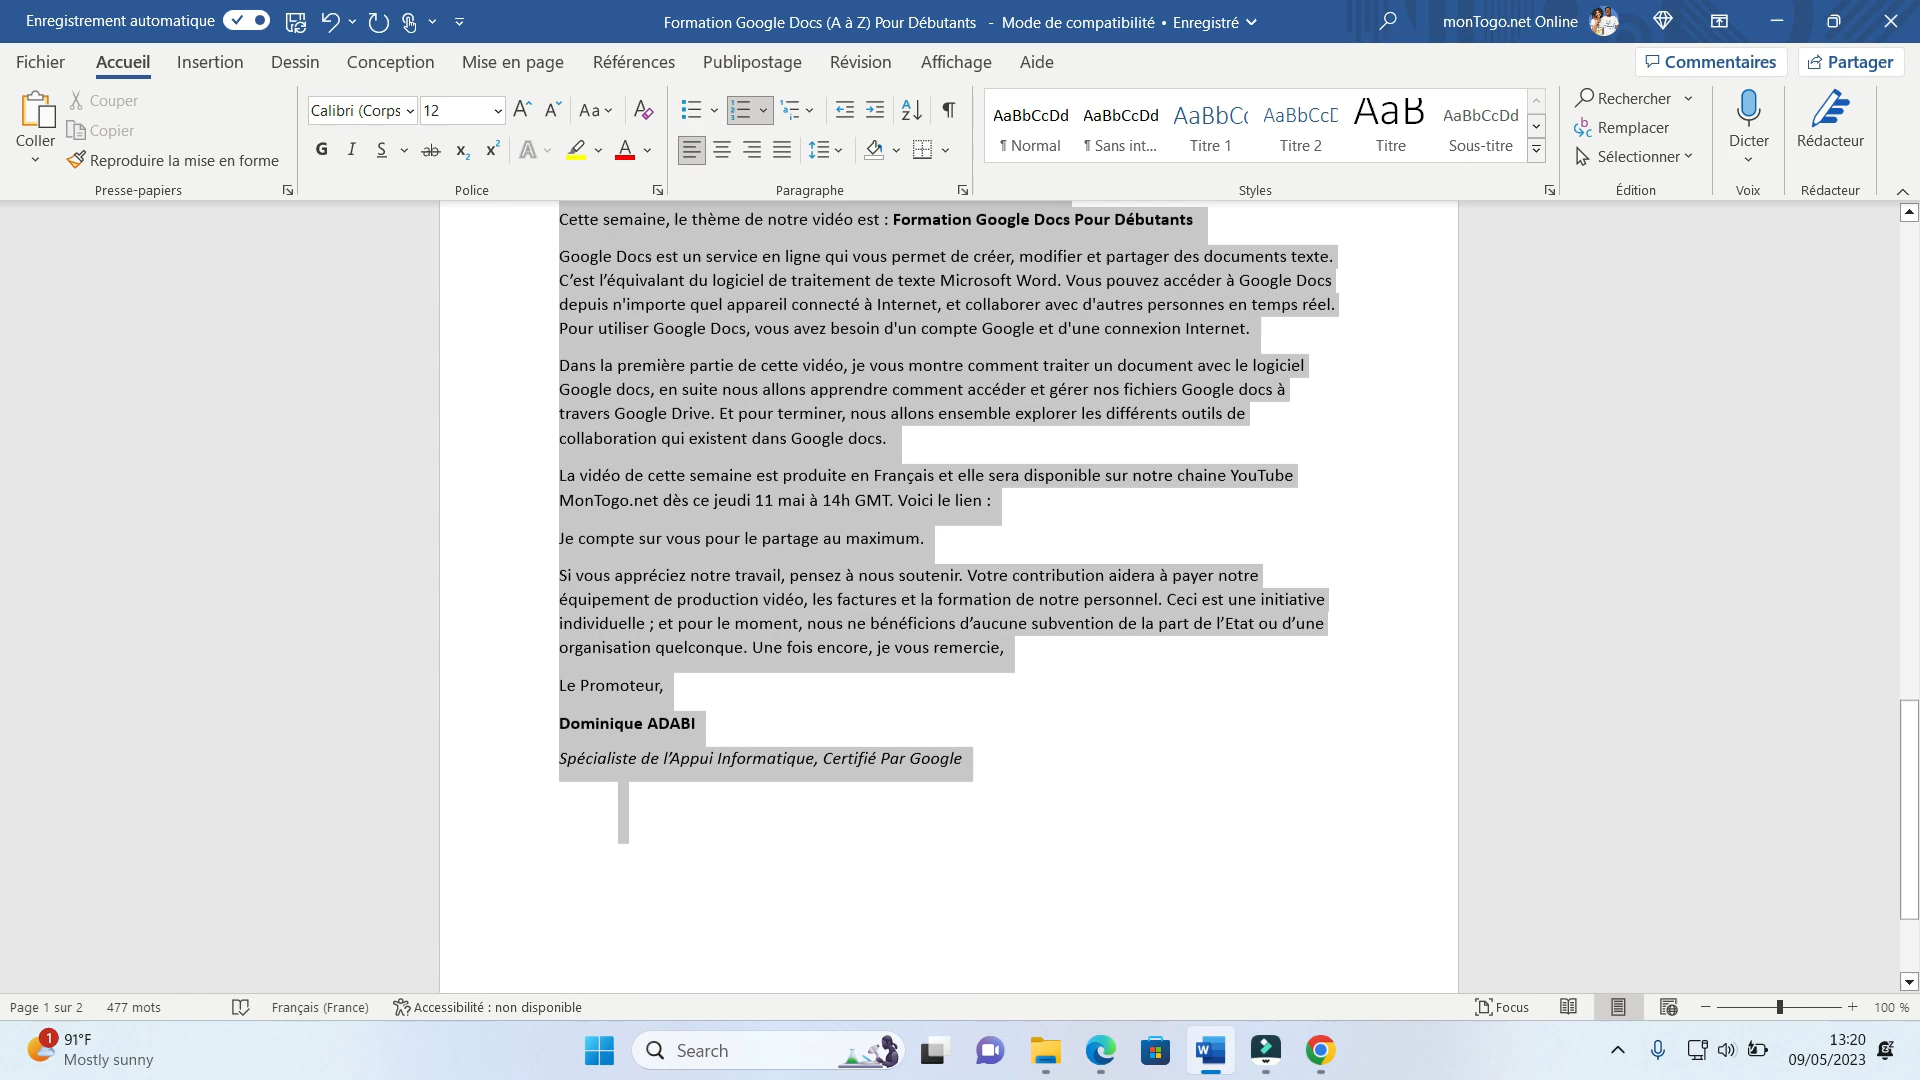 Enregistrement automatique
Formation Google Docs (A à Z) Pour Débutants - Mode de compatibilité • Enregistré
monTogo.net Online
Fichier Accueil Insertion Dessin Conception Mise en page Références Publipostage Révision Affichage Aide
Commentaires Partager
Coller
Couper
Copier
Reproduire la mise en forme
Presse-papiers
Calibri (Corps 12
Aa
G I S ab x₂ x² A A
Police
Paragraphe
AaBbCcDd AaBbCcDd AaBbCc AaBbCcD AaB AaBbCcDd
¶ Normal ¶ Sans int... Titre 1 Titre 2 Titre Sous-titre
Styles
Rechercher
Remplacer
Sélectionner
Édition
Dicter
Voix
Rédacteur
Rédacteur
Cette semaine, le thème de notre vidéo est : Formation Google Docs Pour Débutants
Google Docs est un service en ligne qui vous permet de créer, modifier et partager des documents texte.
C’est l’équivalent du logiciel de traitement de texte Microsoft Word. Vous pouvez accéder à Google Docs
depuis n'importe quel appareil connecté à Internet, et collaborer avec d'autres personnes en temps réel.
Pour utiliser Google Docs, vous avez besoin d'un compte Google et d'une connexion Internet.
Dans la première partie de cette vidéo, je vous montre comment traiter un document avec le logiciel
Google docs, en suite nous allons apprendre comment accéder et gérer nos fichiers Google docs à
travers Google Drive. Et pour terminer, nous allons ensemble explorer les différents outils de
collaboration qui existent dans Google docs.
La vidéo de cette semaine est produite en Français et elle sera disponible sur notre chaine YouTube
MonTogo.net dès ce jeudi 11 mai à 14h GMT. Voici le lien :
Je compte sur vous pour le partage au maximum.
Si vous appréciez notre travail, pensez à nous soutenir. Votre contribution aidera à payer notre
équipement de production vidéo, les factures et la formation de notre personnel. Ceci est une initiative
individuelle ; et pour le moment, nous ne bénéficions d’aucune subvention de la part de l’Etat ou d’une
organisation quelconque. Une fois encore, je vous remercie,
Le Promoteur,
Dominique ADABI
Spécialiste de l’Appui Informatique, Certifié Par Google
Page 1 sur 2 477 mots Français (France) Accessibilité : non disponible
Focus 100 %
1
91°F
Mostly sunny
Search
13:20
09/05/2023